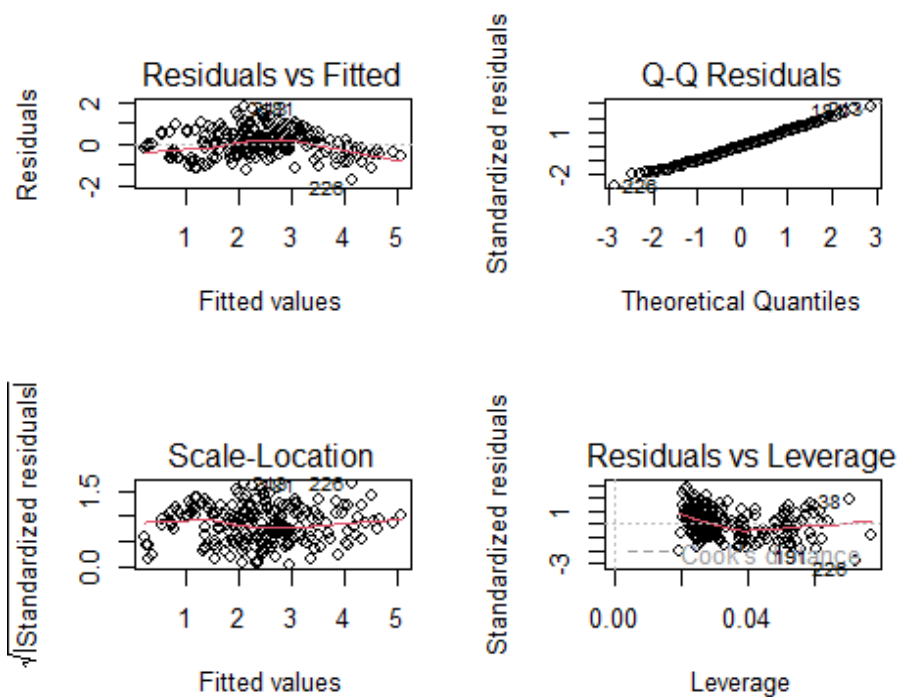 Residuals vs Fitted
Residuals
2
0
-2
226
1 2 3 4 5
Fitted values
Q-Q Residuals
Standardized residuals
1
-2
226
-3 -2 -1 0 1 2 3
Theoretical Quantiles
Scale-Location
√|Standardized residuals|
1.5
0.0
226
1 2 3 4 5
Fitted values
Residuals vs Leverage
Standardized residuals
1
-3
38
Cook's distance
191
226
0.00 0.04
Leverage